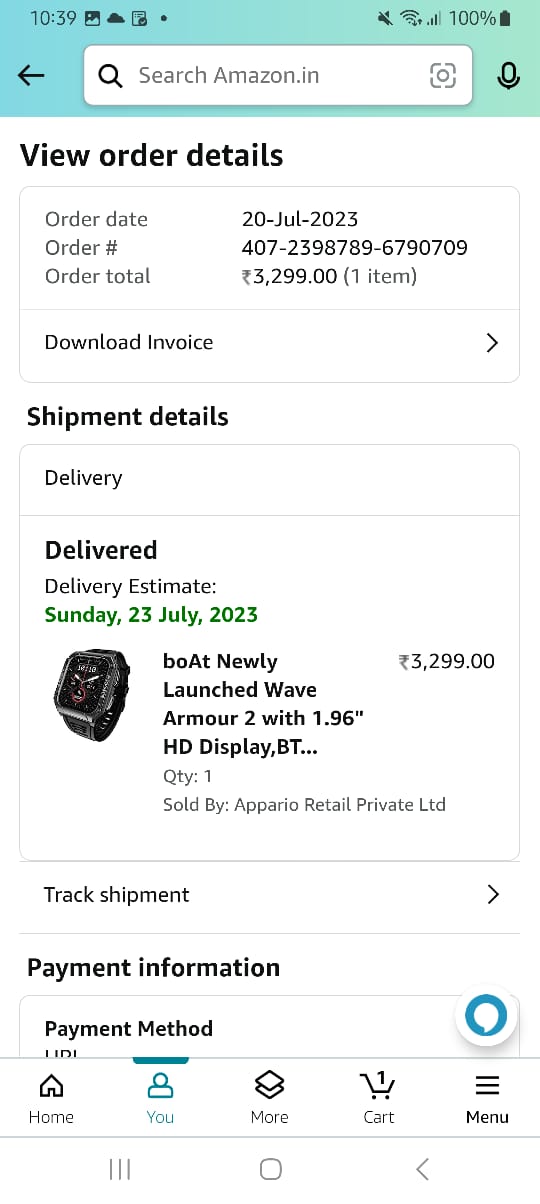 10:39
100%
Search Amazon.in
View order details
Order date 20-Jul-2023
Order # 407-2398789-6790709
Order total ₹3,299.00 (1 item)
Download Invoice
Shipment details
Delivery
Delivered
Delivery Estimate:
Sunday, 23 July, 2023
boAt Newly ₹3,299.00
Launched Wave
Armour 2 with 1.96"
HD Display,BT...
Qty: 1
Sold By: Appario Retail Private Ltd
Track shipment
Payment information
Payment Method
1
Home You More Cart Menu